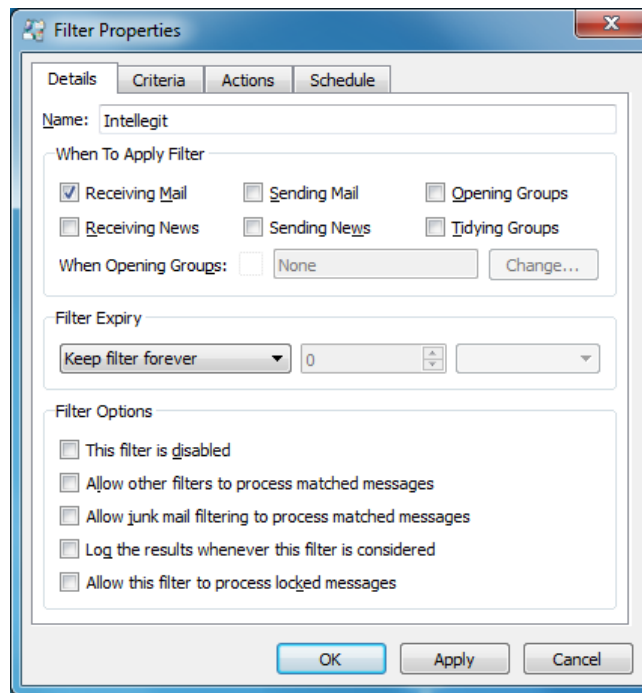 Filter Properties
Details Criteria Actions Schedule
Name: Intellegit
When To Apply Filter
Receiving Mail Sending Mail Opening Groups
Receiving News Sending News Tidying Groups
When Opening Groups: None Change...
Filter Expiry
Keep filter forever 0
Filter Options
This filter is disabled
Allow other filters to process matched messages
Allow junk mail filtering to process matched messages
Log the results whenever this filter is considered
Allow this filter to process locked messages
OK Apply Cancel